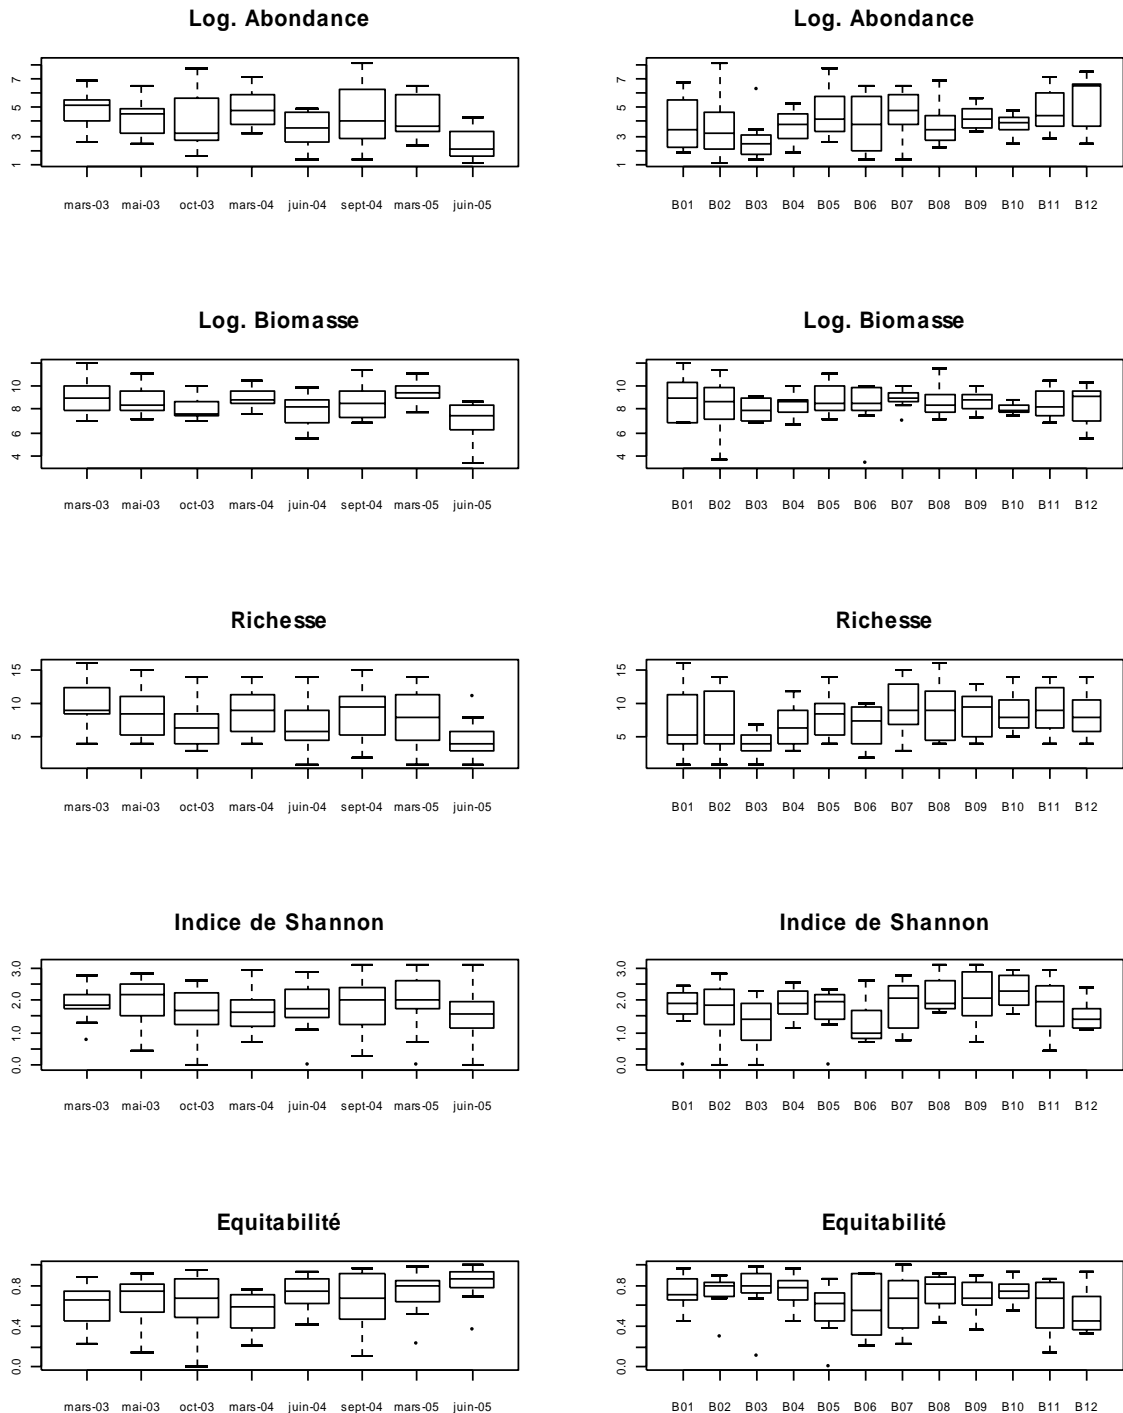 Log. Abondance
Log. Abondance
7
5
3
1
mars-03 mai-03 oct-03 mars-04 juin-04 sept-04 mars-05 juin-05
7
5
3
1
B01 B02 B03 B04 B05 B06 B07 B08 B09 B10 B11 B12
Log. Biomasse
Log. Biomasse
10
8
6
4
mars-03 mai-03 oct-03 mars-04 juin-04 sept-04 mars-05 juin-05
10
8
6
4
B01 B02 B03 B04 B05 B06 B07 B08 B09 B10 B11 B12
Richesse
Richesse
15
10
5
mars-03 mai-03 oct-03 mars-04 juin-04 sept-04 mars-05 juin-05
15
10
5
B01 B02 B03 B04 B05 B06 B07 B08 B09 B10 B11 B12
Indice de Shannon
Indice de Shannon
3.0
2.0
1.0
0.0
mars-03 mai-03 oct-03 mars-04 juin-04 sept-04 mars-05 juin-05
3.0
2.0
1.0
0.0
B01 B02 B03 B04 B05 B06 B07 B08 B09 B10 B11 B12
Equitabilité
Equitabilité
0.8
0.4
0.0
mars-03 mai-03 oct-03 mars-04 juin-04 sept-04 mars-05 juin-05
0.8
0.4
0.0
B01 B02 B03 B04 B05 B06 B07 B08 B09 B10 B11 B12